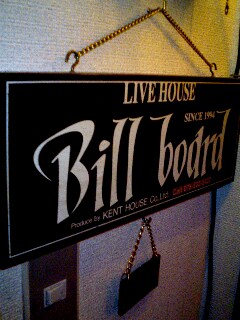 LIVE HOUSE
SINCE 1994
Bill board
Produce by KENT HOUSE Co,Ltd.